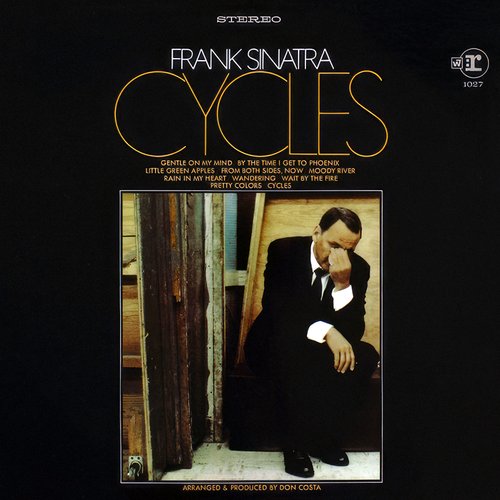 STEREO
FRANK SINATRA
CYCLES
W r
1027
GENTLE ON MY MIND BY THE TIME I GET TO PHOENIX
LITTLE GREEN APPLES FROM BOTH SIDES, NOW MOODY RIVER
RAIN IN MY HEART WANDERING WAIT BY THE FIRE
PRETTY COLORS CYCLES
ARRANGED & PRODUCED BY DON COSTA